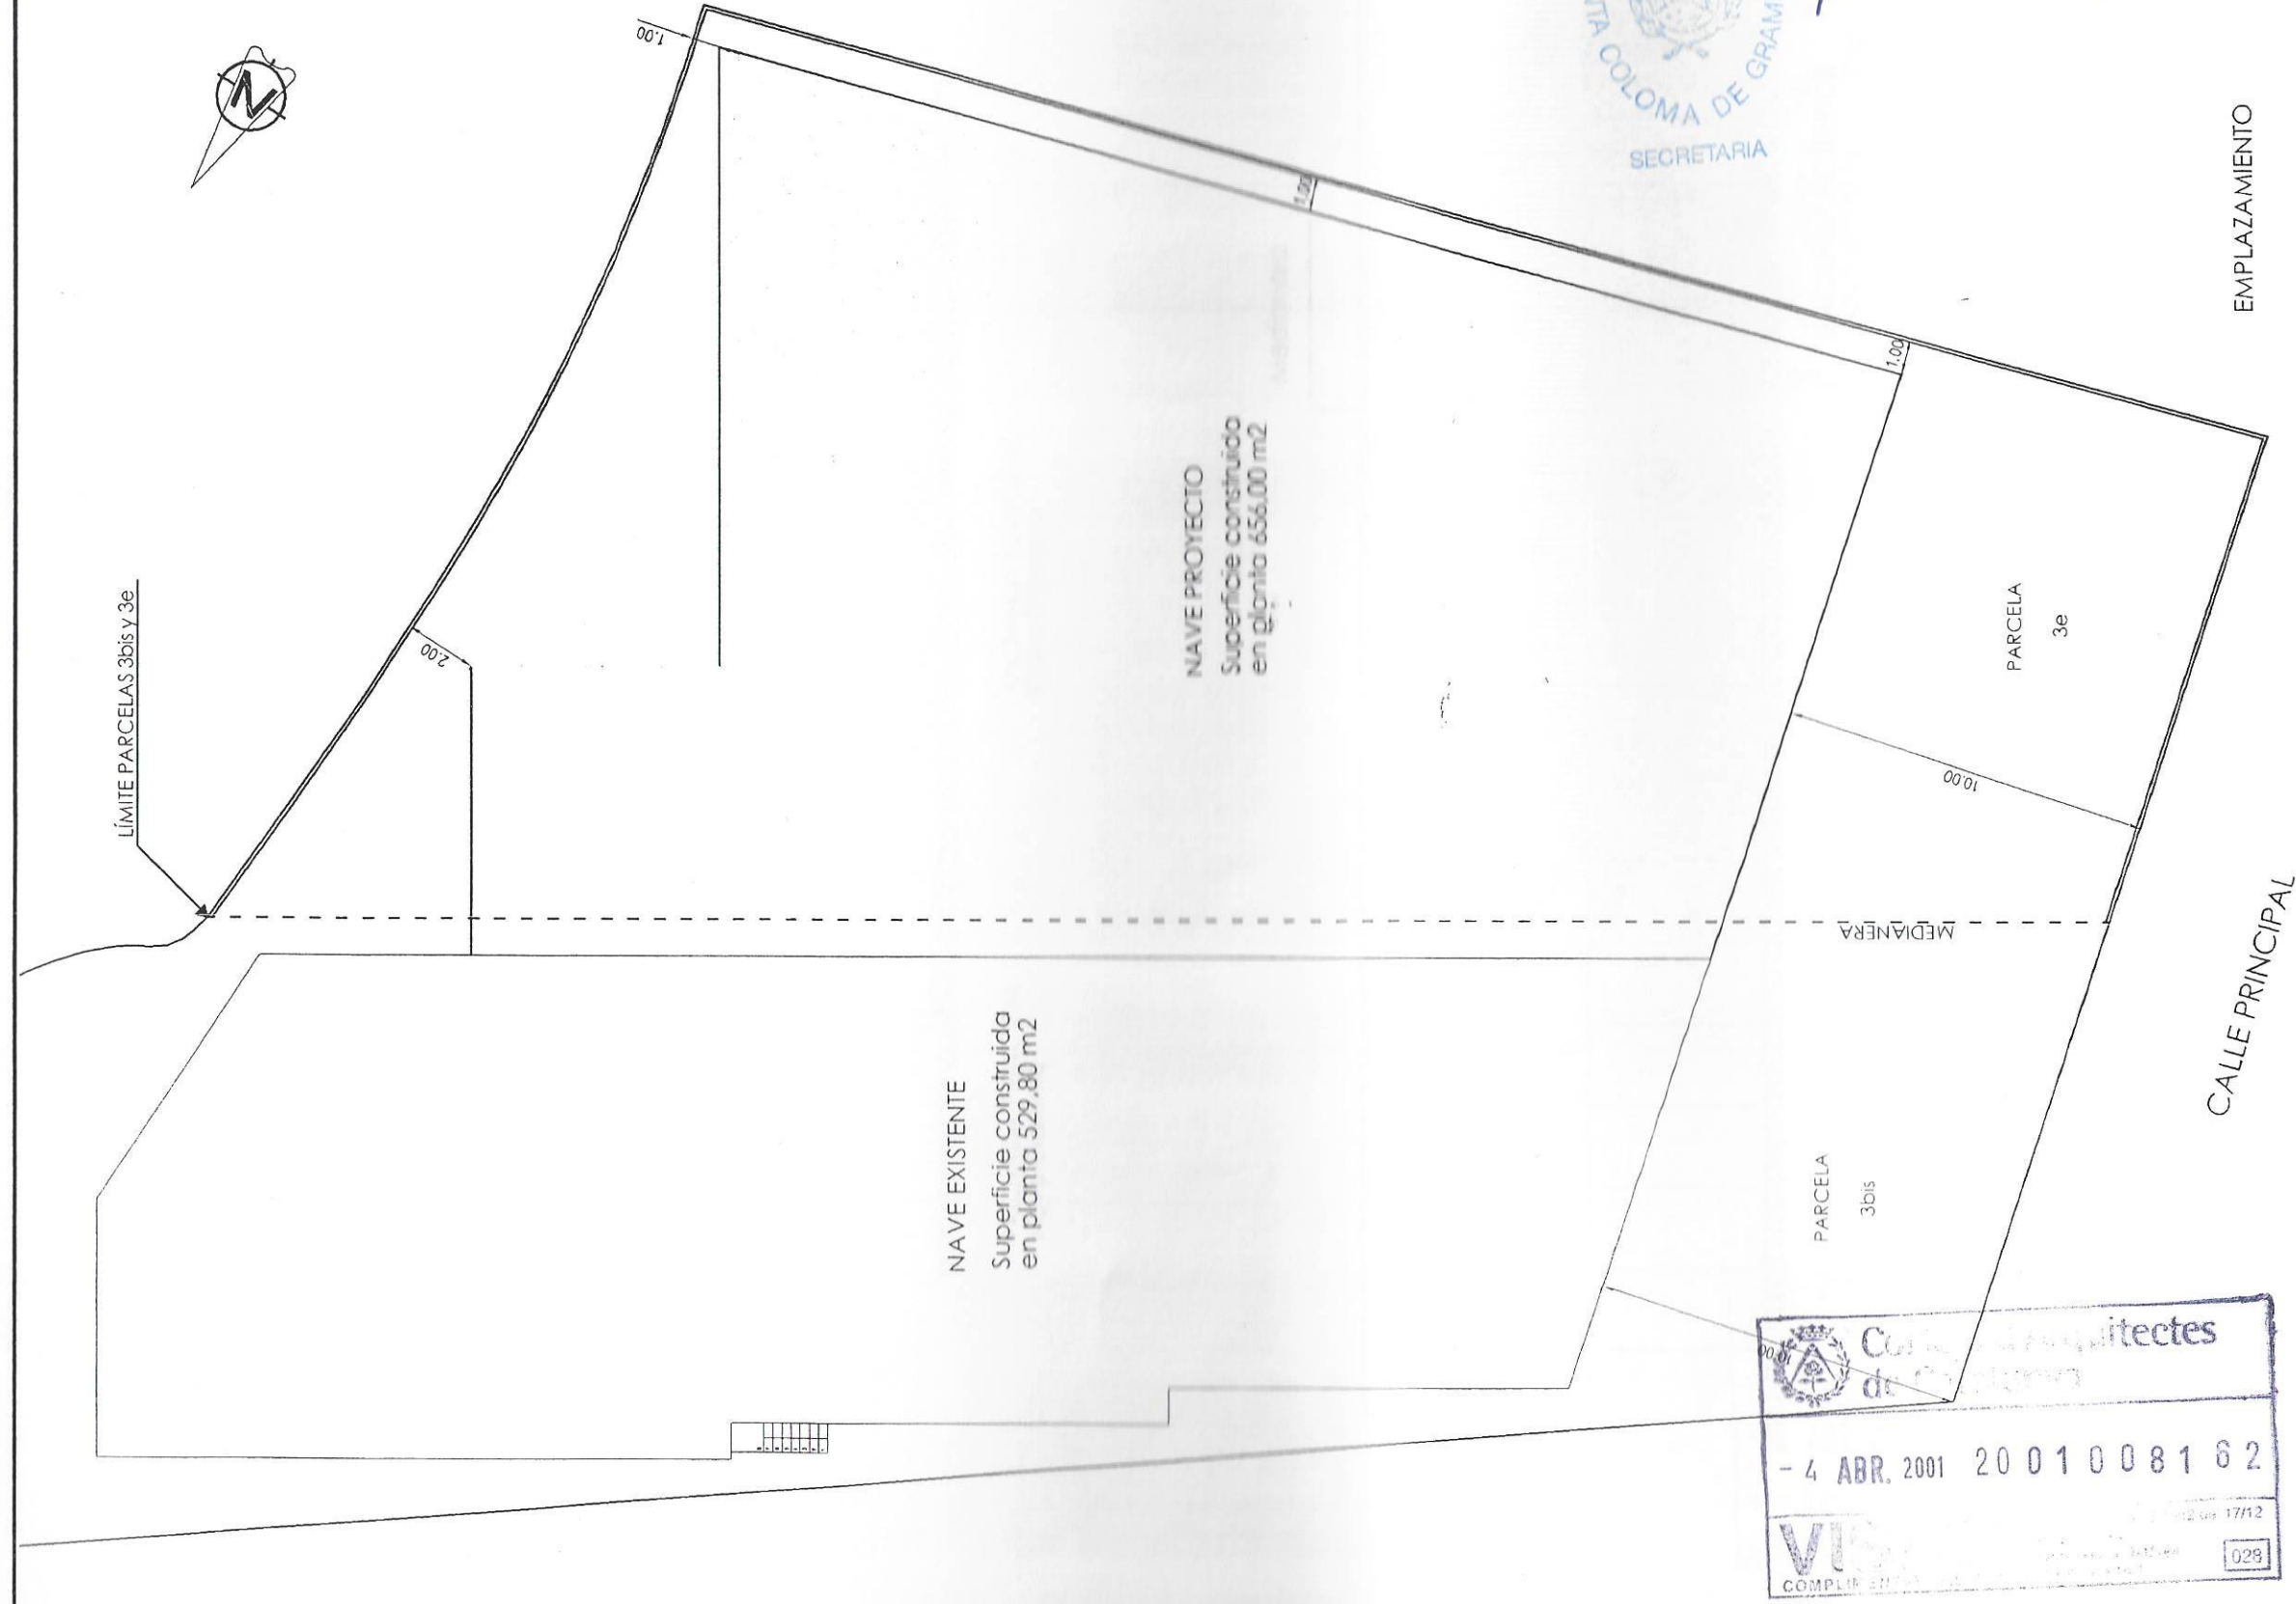 LÍMITE PARCELAS 3bis y 3e
N
1.00
2.00
1.00
1.00
NAVE PROYECTO
Superficie construida
en planta 656,00 m2
NAVE EXISTENTE
Superficie construida
en planta 529,80 m2
PARCELA
3e
10.00
MEDIANERA
PARCELA
3bis
10.00
CALLE PRINCIPAL
EMPLAZAMIENTO
COLOMA DE
SECRETARIA
- 4 ABR. 2001 2001008162
17/12
028